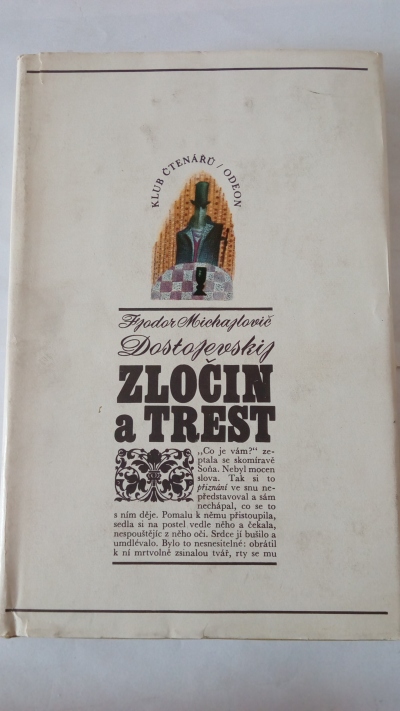 KLUB ČTENÁŘŮ / ODEON
Fjodor Michajlovič
Dostojevskij
ZLOČIN
a TREST
„Co je vám?“ ze-
ptala se skomíravě
Soňa. Nebyl mocen
slova. Tak si to
přiznání ve snu ne-
představoval a sám
nechápal, co se to
s ním děje. Pomalu k němu přistoupila,
sedla si na postel vedle něho a čekala,
nespouštějíc z něho oči. Srdce jí bušilo a
umdlévalo. Bylo to nesnesitelné: obrátil
k ní mrtvolně zsinalou tvář, rty se mu